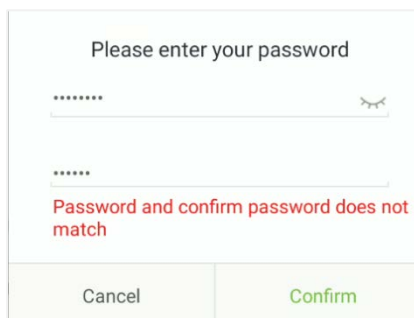 Please enter your password
••••••••
••••••
Password and confirm password does not
match
Cancel
Confirm